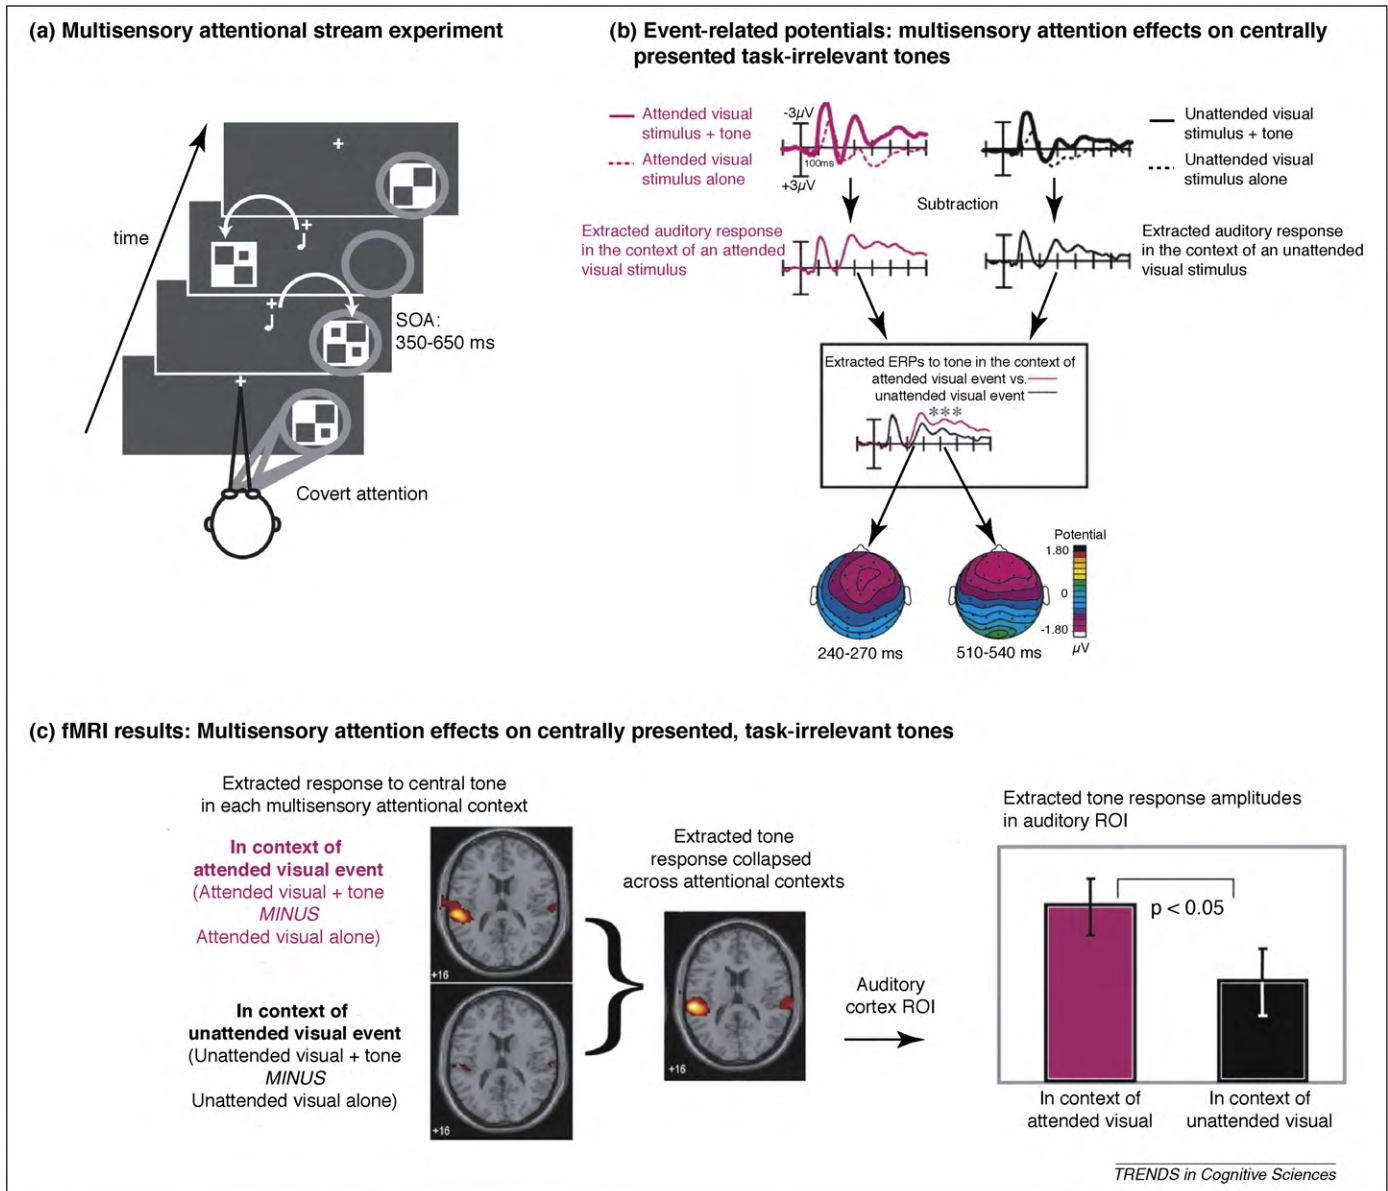 (a) Multisensory attentional stream experiment
time
SOA:
350-650 ms
Covert attention
(b) Event-related potentials: multisensory attention effects on centrally
presented task-irrelevant tones
-3μV
+3μV
100ms
Attended visual
stimulus + tone
Attended visual
stimulus alone
Unattended visual
stimulus + tone
Unattended visual
stimulus alone
Subtraction
Extracted auditory response
in the context of an attended
visual stimulus
Extracted auditory response
in the context of an unattended
visual stimulus
Extracted ERPs to tone in the context of
attended visual event vs.
unattended visual event
***
240-270 ms
510-540 ms
Potential
1.80
0
-1.80
μV
(c) fMRI results: Multisensory attention effects on centrally presented, task-irrelevant tones
Extracted response to central tone
in each multisensory attentional context
In context of
attended visual event
(Attended visual + tone
MINUS
Attended visual alone)
+16
In context of
unattended visual event
(Unattended visual + tone
MINUS
Unattended visual alone)
+16
Extracted tone
response collapsed
across attentional contexts
+16
Auditory
cortex ROI
Extracted tone response amplitudes
in auditory ROI
p < 0.05
In context of
attended visual
In context of
unattended visual
TRENDS in Cognitive Sciences